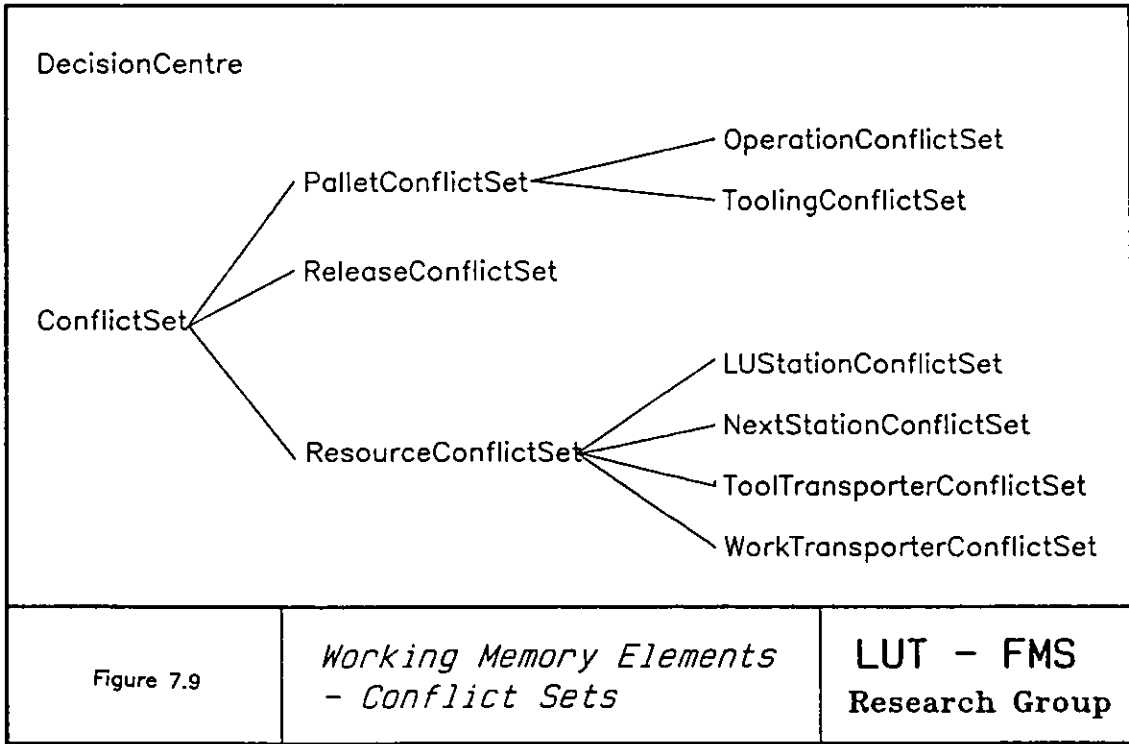 DecisionCentre
OperationConflictSet
PalletConflictSet
ToolingConflictSet
ReleaseConflictSet
ConflictSet
LUStationConflictSet
NextStationConflictSet
ResourceConflictSet
ToolTransporterConflictSet
WorkTransporterConflictSet
Figure 7.9
Working Memory Elements
- Conflict Sets
LUT - FMS
Research Group